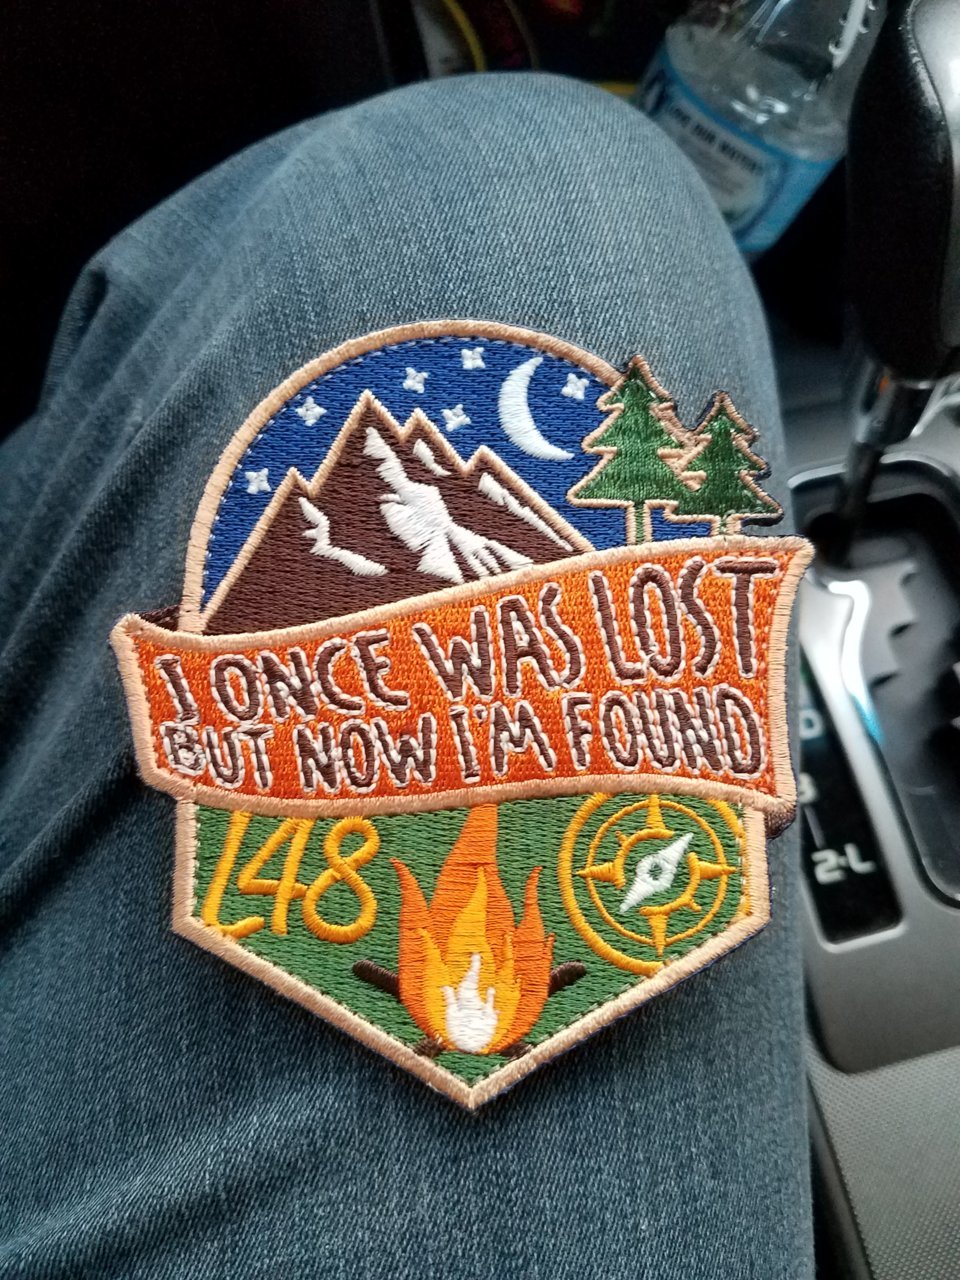 I ONCE WAS LOST
BUT NOW I'M FOUND
L48
2-L